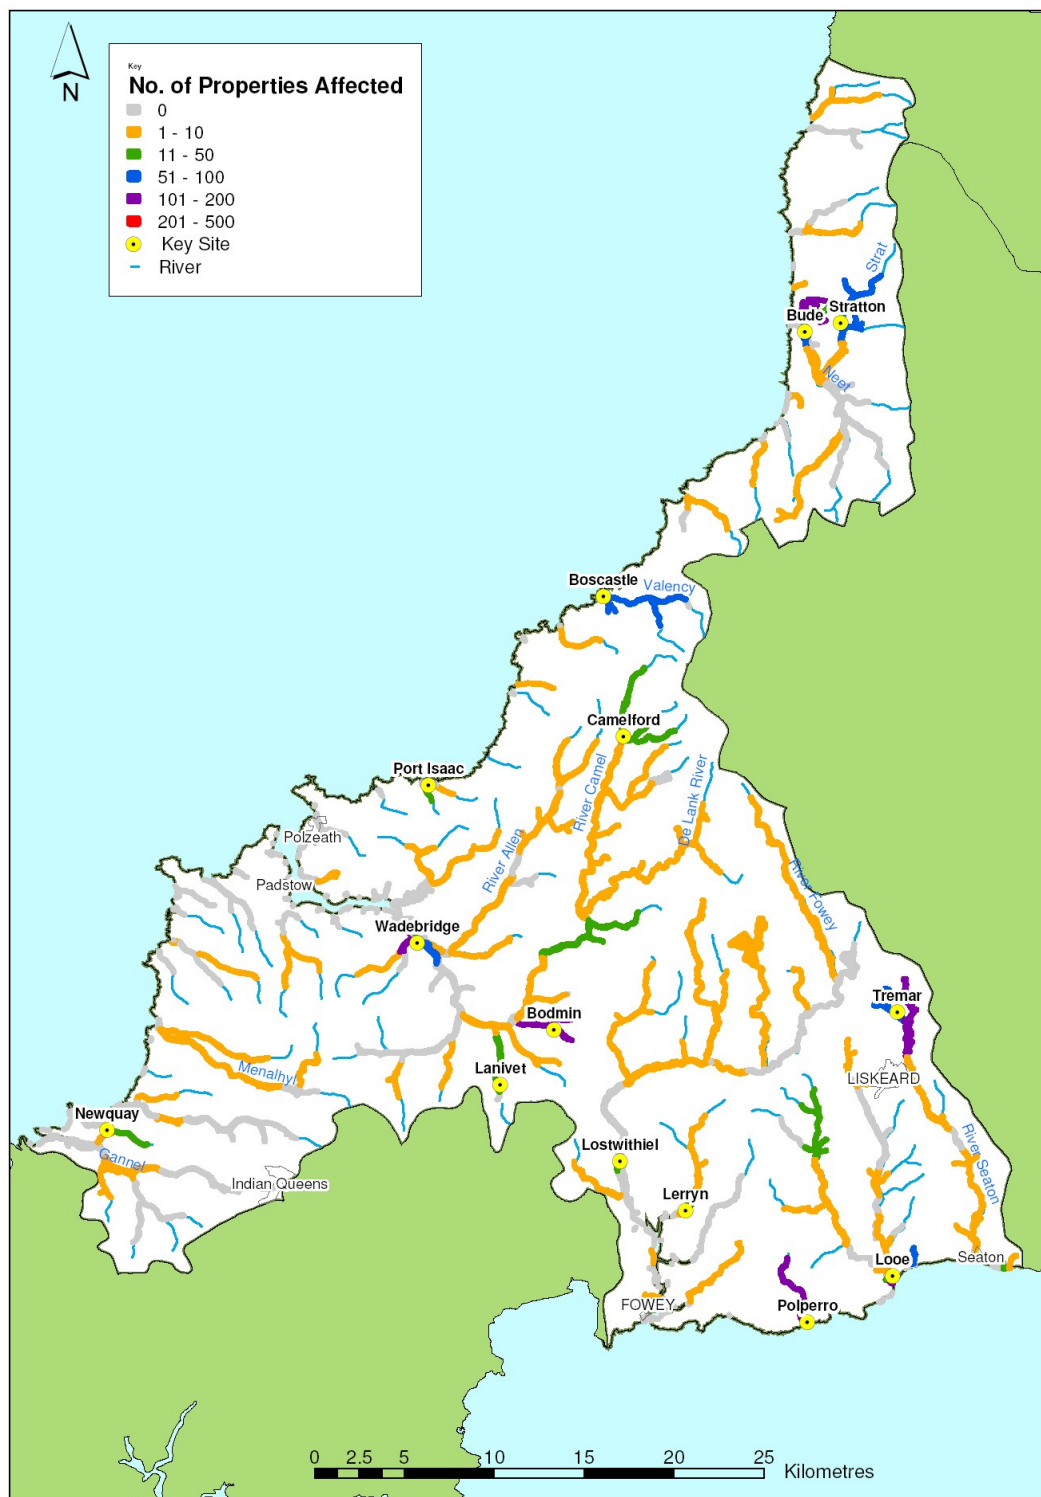 N
Key
No. of Properties Affected
0
1 - 10
11 - 50
51 - 100
101 - 200
201 - 500
Key Site
River
Strat
Stratton
Bude
Neet
Boscastle
Valency
Camelford
Port Isaac
River Camel
De Lank River
Polzeath
River Allen
Padstow
River Fowey
Wadebridge
Tremar
Bodmin
Lanivet
Menalhyl
LISKEARD
Newquay
Gannel
Lostwithiel
River Seaton
Indian Queens
Lerryn
Looe
Seaton
FOWEY
Polperro
0 2.5 5 10 15 20 25
Kilometres